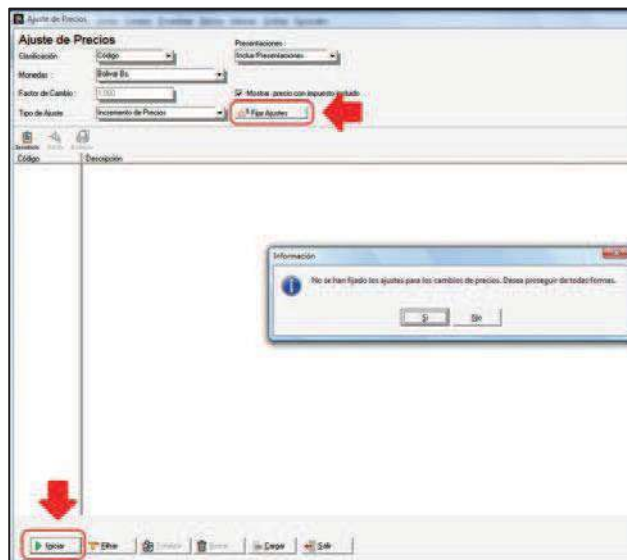 Ajuste de Precios
Ajuste de Precios
Presentaciones :
Clasificación Código Incluir Presentaciones
Monedas : Bolívar Bs.
Factor de Cambio : 1.000 Mostrar precio con impuesto incluido
Tipo de Ajuste Incremento de Precios Fijar Ajustes
Código Descripción
Información
No se han fijado los ajustes para los cambios de precios. Desea proseguir de todas formas.
Si No
Iniciar Filtrar Borrar Cargar Salir